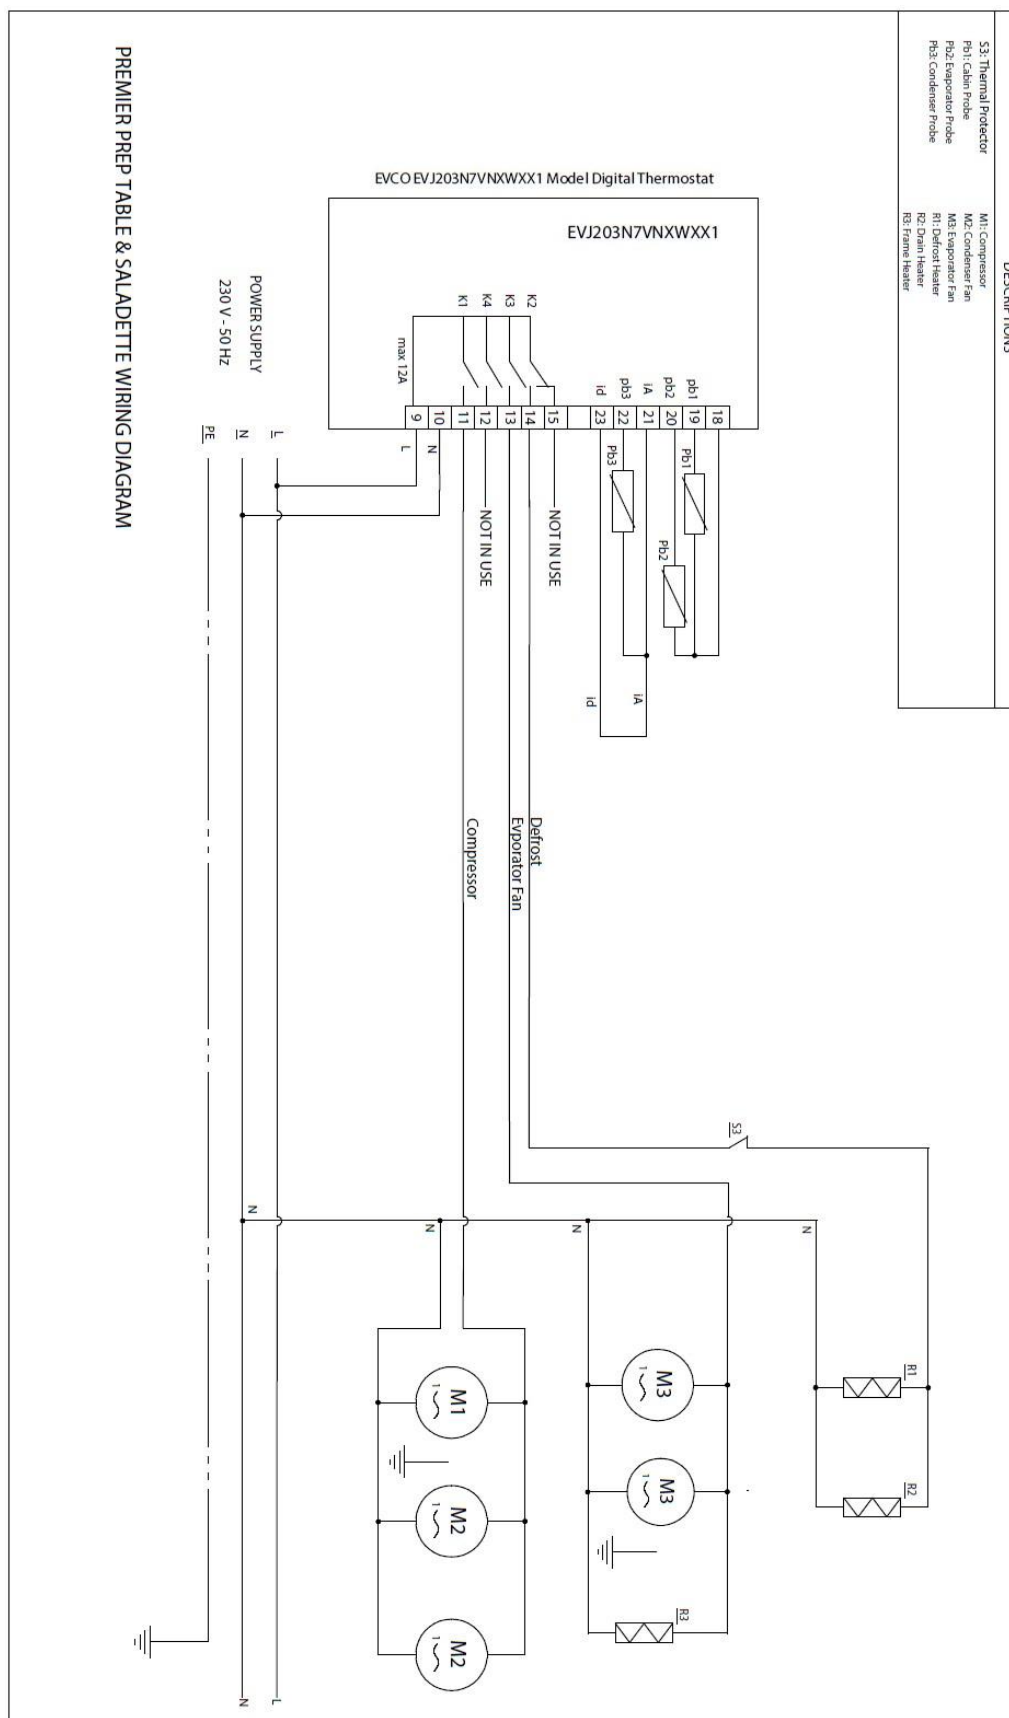 DESCRIPTIONS
S3: Thermal Protector
Pb1: Cabin Probe
Pb2: Evaporator Probe
Pb3: Condenser Probe
M1: Compressor
M2: Condenser Fan
M3: Evaporator Fan
R1: Defrost Heater
R2: Drain Heater
R3: Frame Heater
EVCO EVJ203N7VNXWXX1 Model Digital Thermostat
EVJ203N7VNXWXX1
K1
K4
K3
K2
max 12A
id
pb3
iA
pb2
pb1
9
10
11
12
13
14
15
23
22
21
20
19
18
L
N
NOT IN USE
NOT IN USE
Pb3
Pb1
Pb2
id
iA
POWER SUPPLY
230 V - 50 Hz
PE
N
L
Compressor
Evporator Fan
Defrost
S3
N
N
N
N
R1
R2
M3
1
M3
1
R3
M1
1
M2
1
M2
1
N
L
PREMIER PREP TABLE & SALADETTE WIRING DIAGRAM